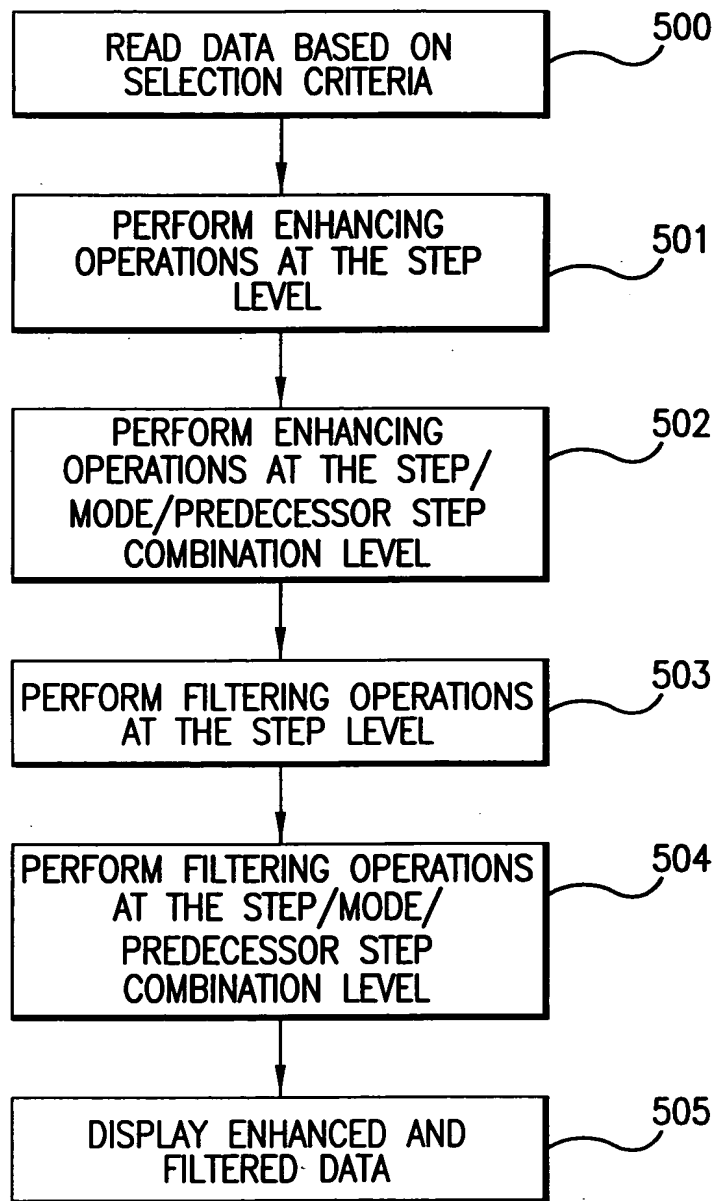 READ DATA BASED ON
SELECTION CRITERIA
500
PERFORM ENHANCING
OPERATIONS AT THE STEP
LEVEL
501
PERFORM ENHANCING
OPERATIONS AT THE STEP/
MODE/PREDECESSOR STEP
COMBINATION LEVEL
502
PERFORM FILTERING OPERATIONS
AT THE STEP LEVEL
503
PERFORM FILTERING OPERATIONS
AT THE STEP/MODE/
PREDECESSOR STEP
COMBINATION LEVEL
504
DISPLAY ENHANCED AND
FILTERED DATA
505